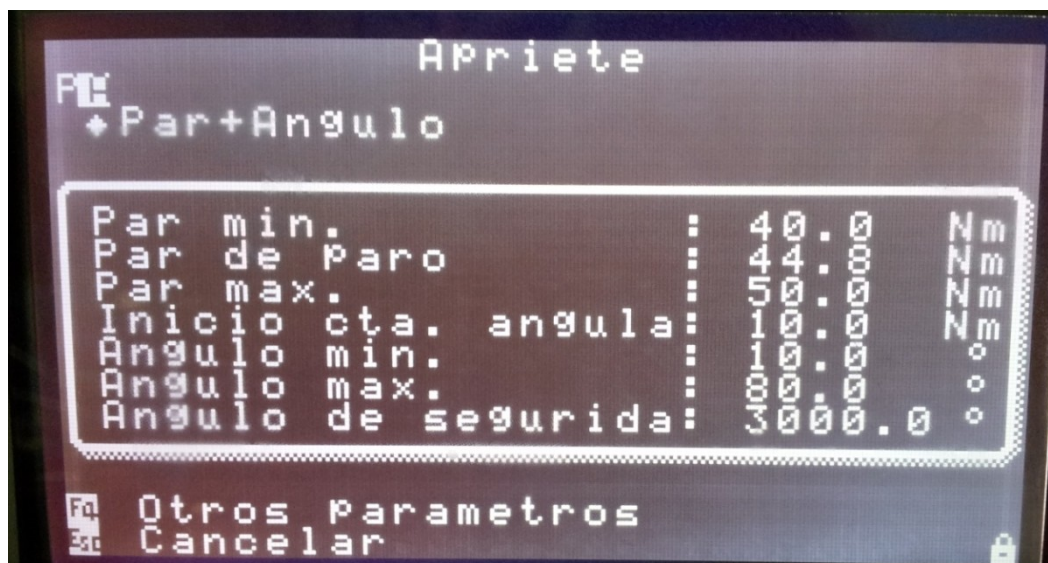 Apriete
+Par+Angulo
Par min. : 40.0 Nm
Par de paro : 44.8 Nm
Par max. : 50.0 Nm
Inicio cta. angula: 10.0 Nm
Angulo min. : 10.0 °
Angulo max. : 80.0 °
Angulo de segurida: 3000.0 °
F4 Otros parametros
Esc Cancelar